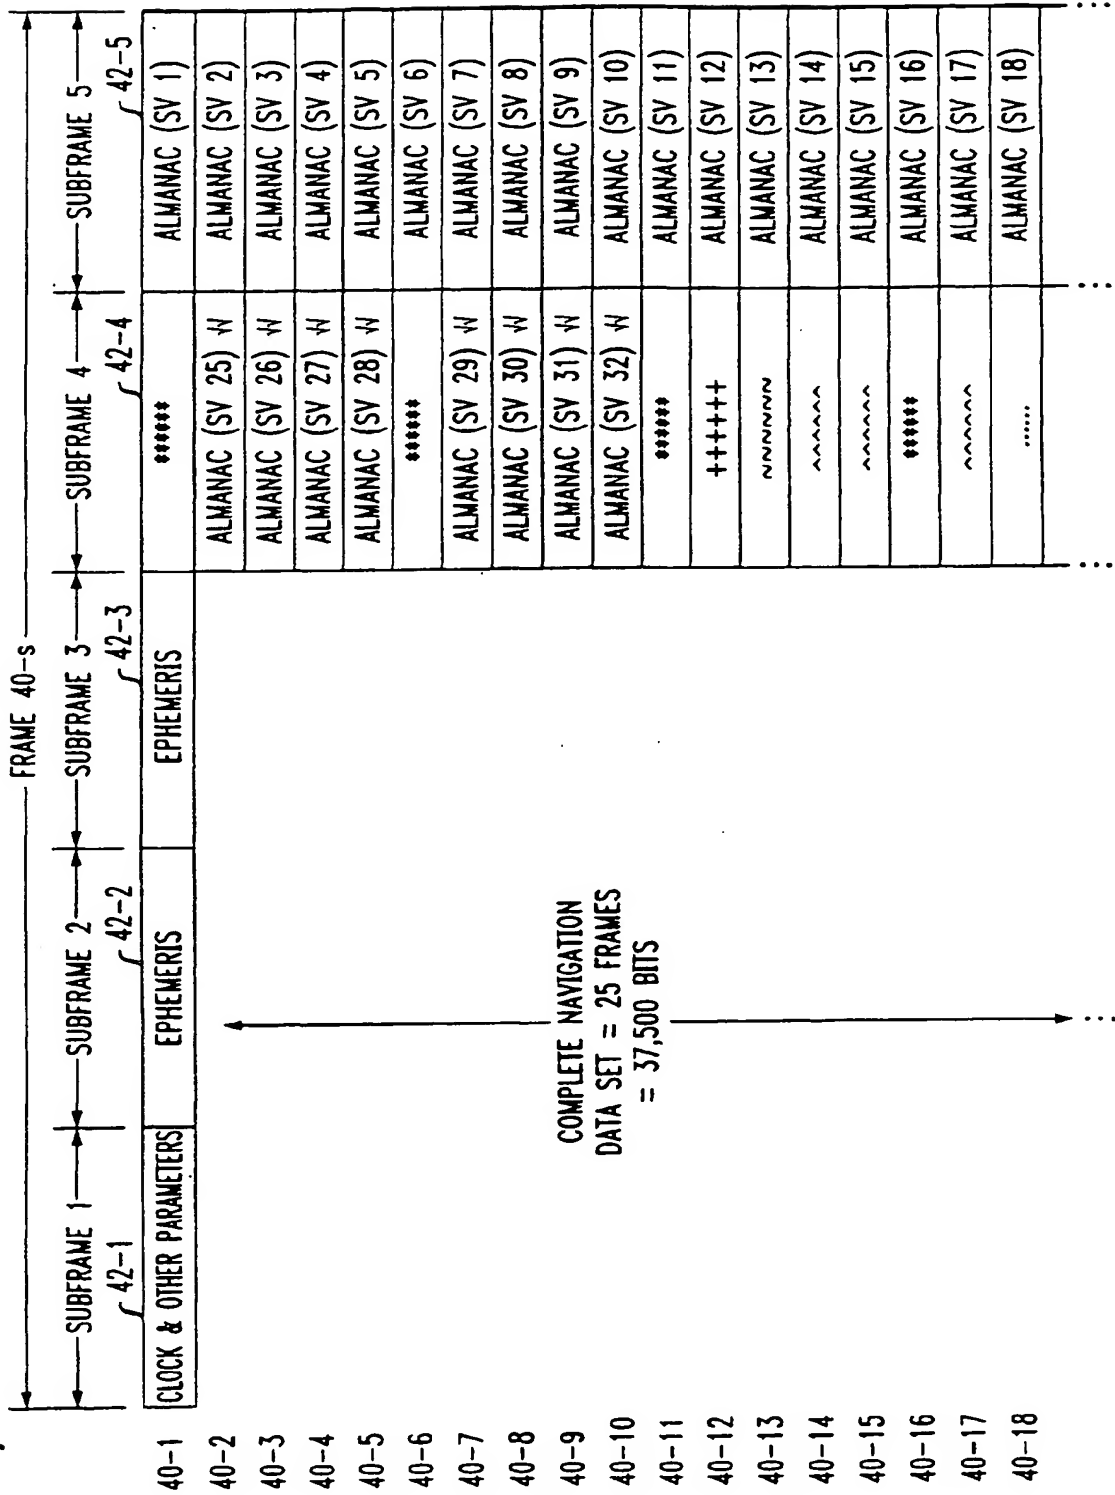 FRAME 40-s
SUBFRAME 1 SUBFRAME 2 SUBFRAME 3 SUBFRAME 4 SUBFRAME 5
42-1 42-2 42-3 42-4 42-5
40-1 CLOCK & OTHER PARAMETERS EPHEMERIS EPHEMERIS ****** ALMANAC (SV 1)
40-2 ALMANAC (SV 25) ALMANAC (SV 2)
40-3 ALMANAC (SV 26) ALMANAC (SV 3)
40-4 ALMANAC (SV 27) ALMANAC (SV 4)
40-5 ALMANAC (SV 28) ALMANAC (SV 5)
40-6 ****** ALMANAC (SV 6)
40-7 ALMANAC (SV 29) ALMANAC (SV 7)
40-8 ALMANAC (SV 30) ALMANAC (SV 8)
40-9 ALMANAC (SV 31) ALMANAC (SV 9)
40-10 ALMANAC (SV 32) ALMANAC (SV 10)
40-11 ****** ALMANAC (SV 11)
40-12 ++++++ ALMANAC (SV 12)
40-13 ~~~~~~ ALMANAC (SV 13)
40-14 ^^^^^^ ALMANAC (SV 14)
40-15 ^^^^^^ ALMANAC (SV 15)
40-16 ****** ALMANAC (SV 16)
40-17 ^^^^^^ ALMANAC (SV 17)
40-18 ...... ALMANAC (SV 18)
COMPLETE NAVIGATION
DATA SET = 25 FRAMES
= 37,500 BITS